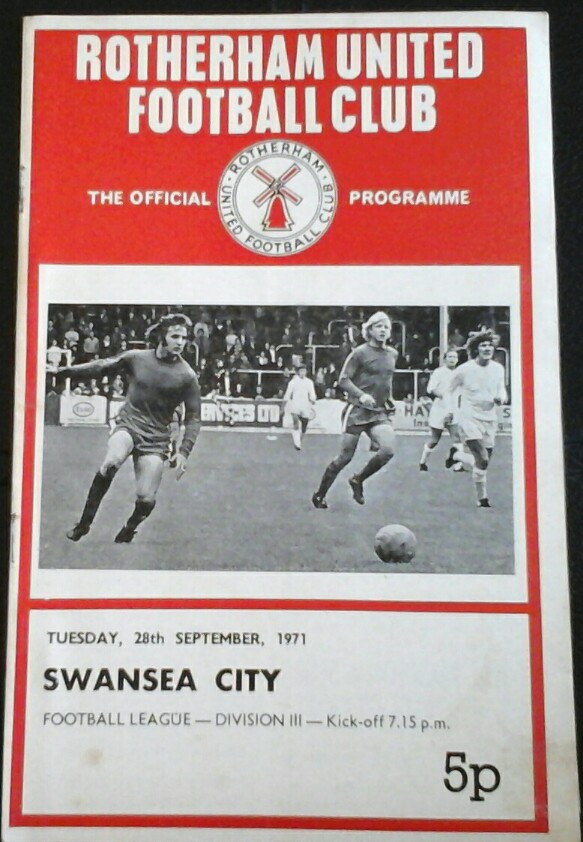 ROTHERHAM UNITED
FOOTBALL CLUB
THE OFFICIAL
ROTHERHAM
UNITED FOOTBALL CLUB
PROGRAMME
Esso
TUESDAY, 28th SEPTEMBER, 1971
SWANSEA CITY
FOOTBALL LEAGUE — DIVISION III — Kick-off 7.15 p.m.
5p